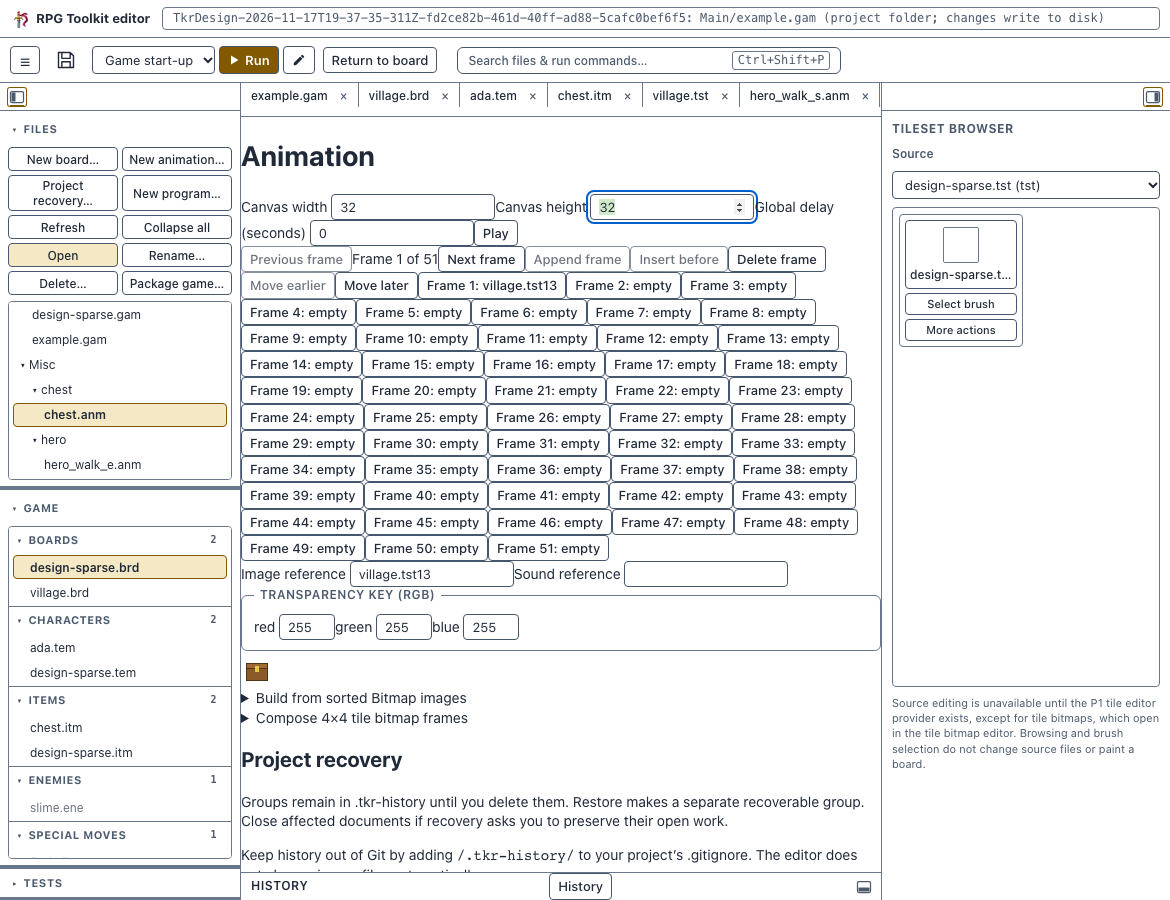 RPG Toolkit editor
TkrDesign-2026-11-17T19-37-35-311Z-fd2ce82b-461d-40ff-ad88-5cafc0bef6f5: Main/example.gam (project folder; changes write to disk)
Game start-up
Run
Return to board
Search files & run commands...
Ctrl+Shift+P
FILES
New board...
New animation...
Project recovery...
New program...
Refresh
Collapse all
Open
Rename...
Delete...
Package game...
design-sparse.gam
example.gam
Misc
chest
chest.anm
hero
hero_walk_e.anm
GAME
BOARDS 2
design-sparse.brd
village.brd
CHARACTERS 2
ada.tem
design-sparse.tem
ITEMS 2
chest.itm
design-sparse.itm
ENEMIES 1
slime.ene
SPECIAL MOVES 1
TESTS
example.gam × village.brd × ada.tem × chest.itm × village.tst × hero_walk_s.anm ×
Animation
Canvas width 32 Canvas height 32 Global delay
(seconds) 0 Play
Previous frame Frame 1 of 51 Next frame Append frame Insert before Delete frame
Move earlier Move later Frame 1: village.tst13 Frame 2: empty Frame 3: empty
Frame 4: empty Frame 5: empty Frame 6: empty Frame 7: empty Frame 8: empty
Frame 9: empty Frame 10: empty Frame 11: empty Frame 12: empty Frame 13: empty
Frame 14: empty Frame 15: empty Frame 16: empty Frame 17: empty Frame 18: empty
Frame 19: empty Frame 20: empty Frame 21: empty Frame 22: empty Frame 23: empty
Frame 24: empty Frame 25: empty Frame 26: empty Frame 27: empty Frame 28: empty
Frame 29: empty Frame 30: empty Frame 31: empty Frame 32: empty Frame 33: empty
Frame 34: empty Frame 35: empty Frame 36: empty Frame 37: empty Frame 38: empty
Frame 39: empty Frame 40: empty Frame 41: empty Frame 42: empty Frame 43: empty
Frame 44: empty Frame 45: empty Frame 46: empty Frame 47: empty Frame 48: empty
Frame 49: empty Frame 50: empty Frame 51: empty
Image reference village.tst13 Sound reference
TRANSPARENCY KEY (RGB)
red 255 green 255 blue 255
Build from sorted Bitmap images
Compose 4×4 tile bitmap frames
Project recovery
Groups remain in .tkr-history until you delete them. Restore makes a separate recoverable group.
Close affected documents if recovery asks you to preserve their open work.
Keep history out of Git by adding /.tkr-history/ to your project's .gitignore. The editor does
HISTORY
History
TILESET BROWSER
Source
design-sparse.tst (tst)
design-sparse.t...
Select brush
More actions
Source editing is unavailable until the P1 tile editor
provider exists, except for tile bitmaps, which open
in the tile bitmap editor. Browsing and brush
selection do not change source files or paint a
board.